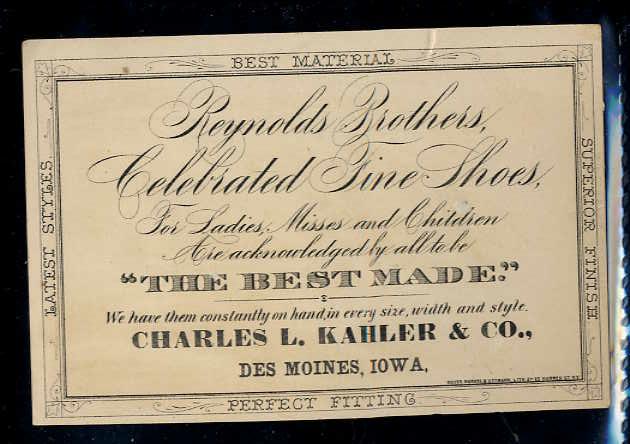 BEST MATERIAL
LATEST STYLES.
SUPERIOR FINISH
Reynolds Brothers,
Celebrated Fine Shoes,
For Ladies, Misses and Children
Are acknowledged by all to be
"THE BEST MADE."
We have them constantly on hand, in every size, width and style.
CHARLES L. KAHLER & CO.,
DES MOINES, IOWA,
PERFECT FITTING